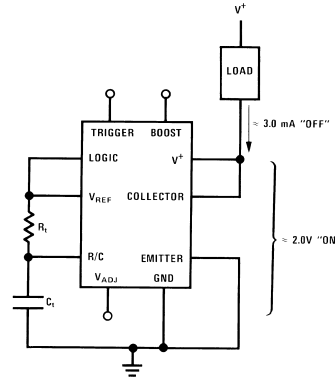 V+
LOAD
≈ 3.0 mA "OFF"
TRIGGER BOOST
LOGIC V+
VREF COLLECTOR
Rt
≈ 2.0V "ON
R/C EMITTER
VADJ GND
Ct